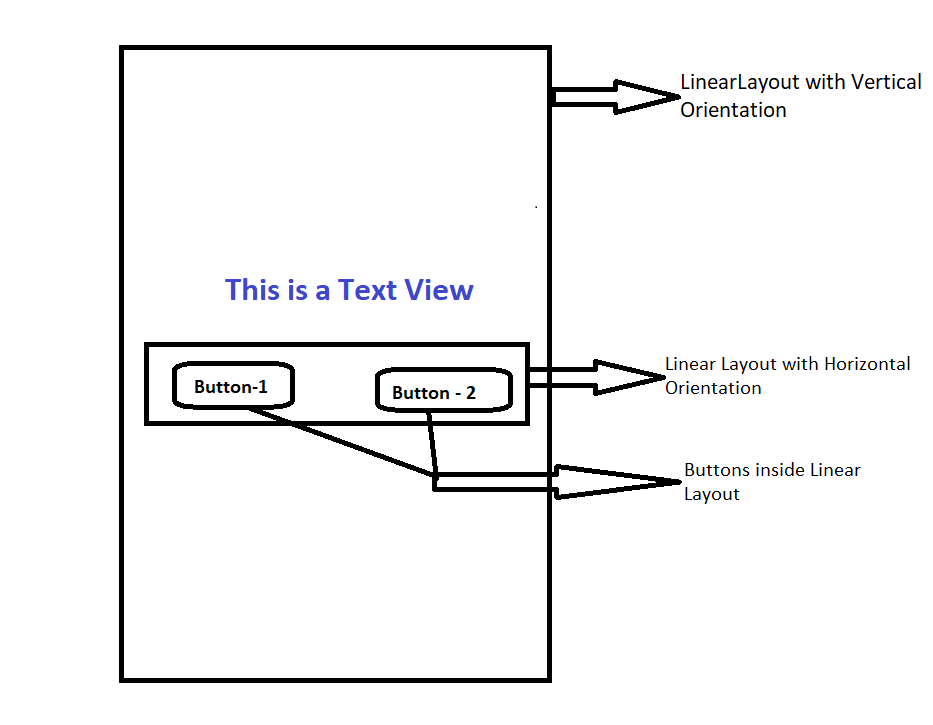 LinearLayout with Vertical
Orientation
This is a Text View
Linear Layout with Horizontal
Orientation
Button-1
Button - 2
Buttons inside Linear
Layout